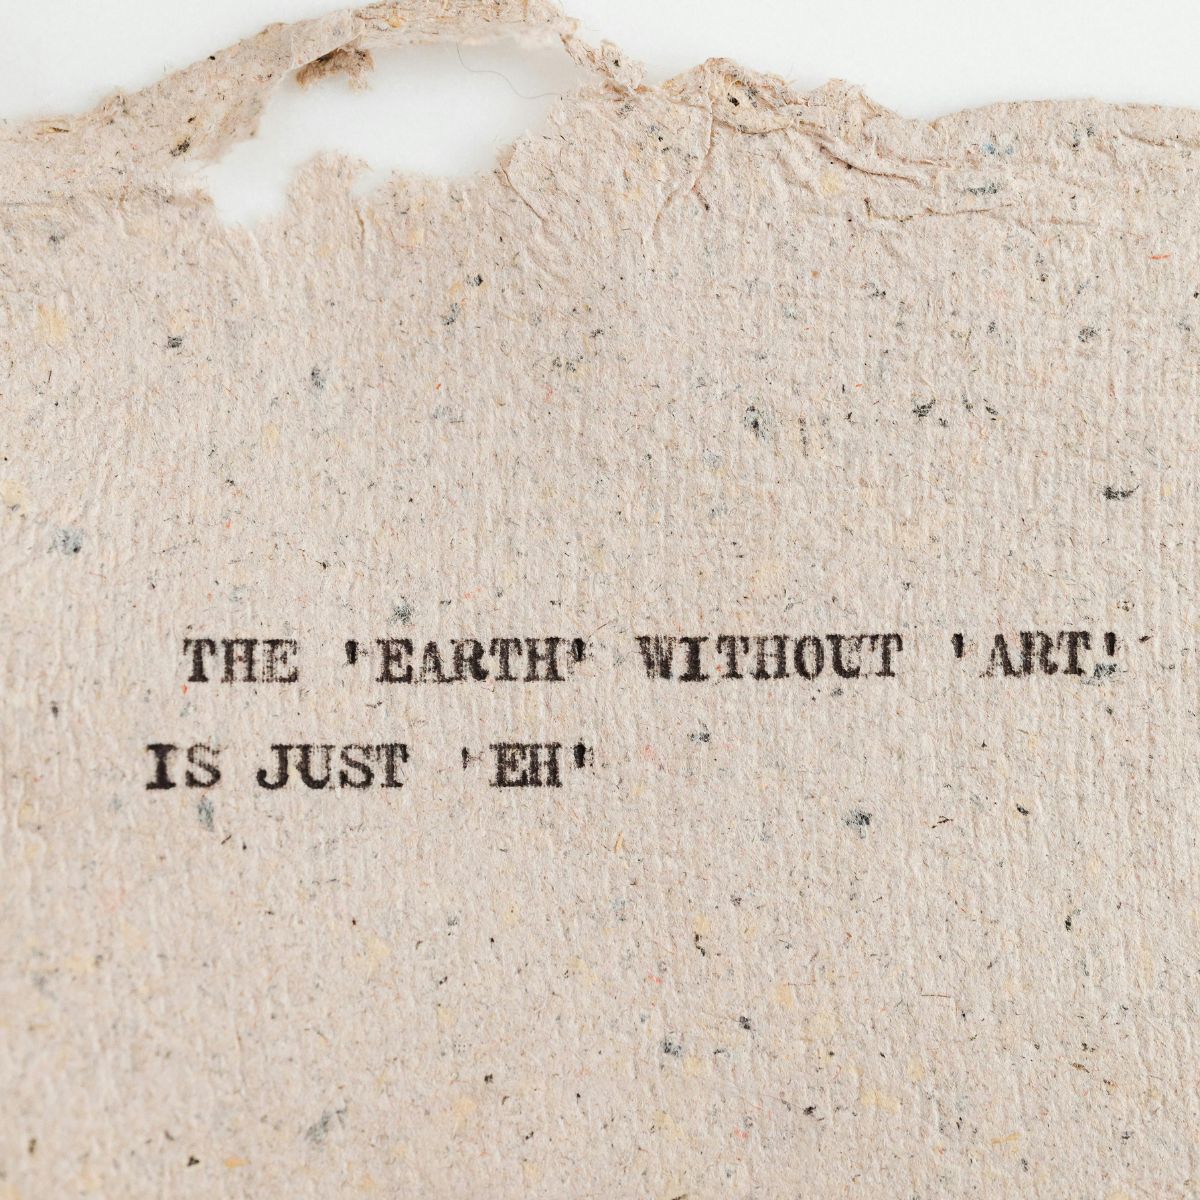 THE 'EARTH' WITHOUT 'ART'
IS JUST 'EH'